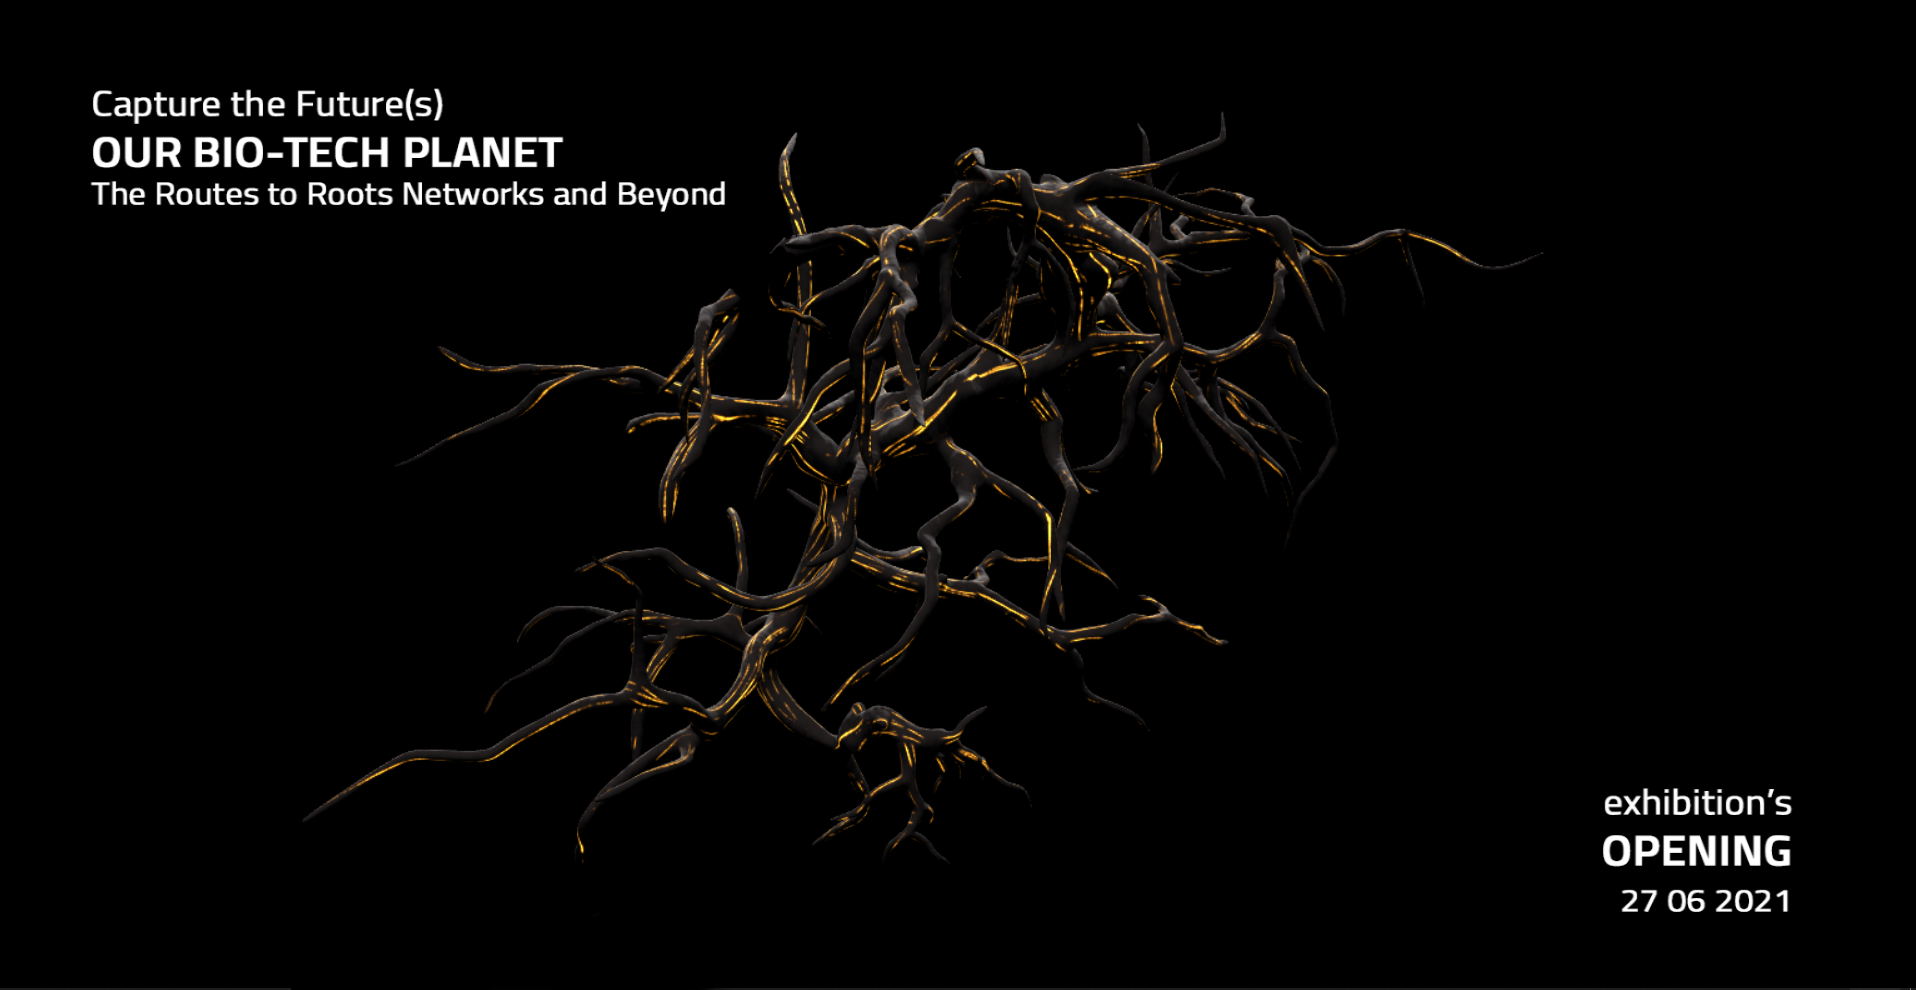 Capture the Future(s)
OUR BIO-TECH PLANET
The Routes to Roots Networks and Beyond
exhibition’s
OPENING
27 06 2021